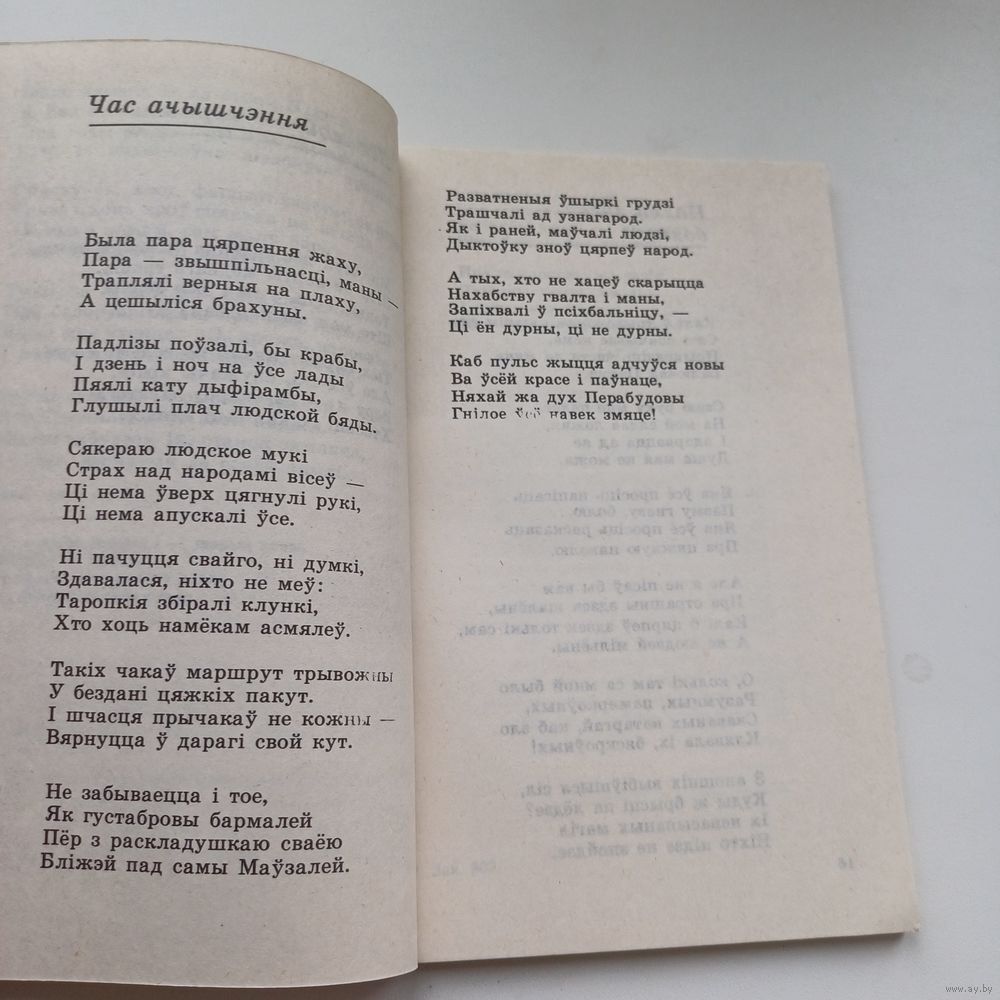 Час ачышчэння
Была пара цярпення жаху,
Пара — звышпільнасці, маны —
Траплялі верныя на плаху,
А цешыліся брахуны.
Падлізы поўзалі, бы крабы,
І дзень і ноч на ўсе лады
Пяялі кату дыфірамбы,
Глушылі плач людской бяды.
Сякераю людское мукі
Страх над народамі вісеў —
Ці нема ўверх цягнулі рукі,
Ці нема апускалі ўсе.
Ні пачуцця свайго, ні думкі,
Здавалася, ніхто не меў:
Таропкія збіралі клункі,
Хто хоць намёкам асмялеў.
Такіх чакаў маршрут трывожны
У бездані цяжкіх пакут.
І шчасця прычакаў не кожны —
Вярнуцца ў дарагі свой кут.
Не забываецца і тое,
Як густабровы бармалей
Пёр з раскладушкаю сваёю
Бліжэй пад самы Маўзалей.
Разватненыя ўшыркі грудзі
Трашчалі ад узнагарод.
Як і раней, маўчалі людзі,
Дыктоўку зноў цярпеў народ.
А тых, хто не хацеў скарыцца
Нахабству гвалта і маны,
Запіхвалі ў псіхбальніцу, —
Ці ён дурны, ці не дурны.
Каб пульс жыцця адчуўся новы
Ва ўсёй красе і паўнаце,
Няхай жа дух Перабудовы
Гнілое ўсё навек змяце!
www.ay.by